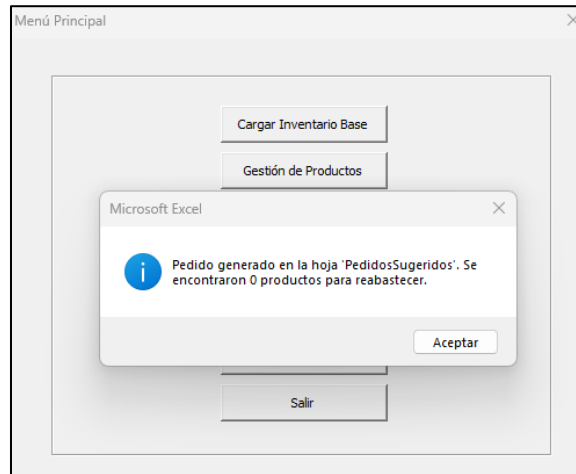 Menú Principal
Cargar Inventario Base
Gestión de Productos
Microsoft Excel
Pedido generado en la hoja 'PedidosSugeridos'. Se
encontraron 0 productos para reabastecer.
Aceptar
Salir